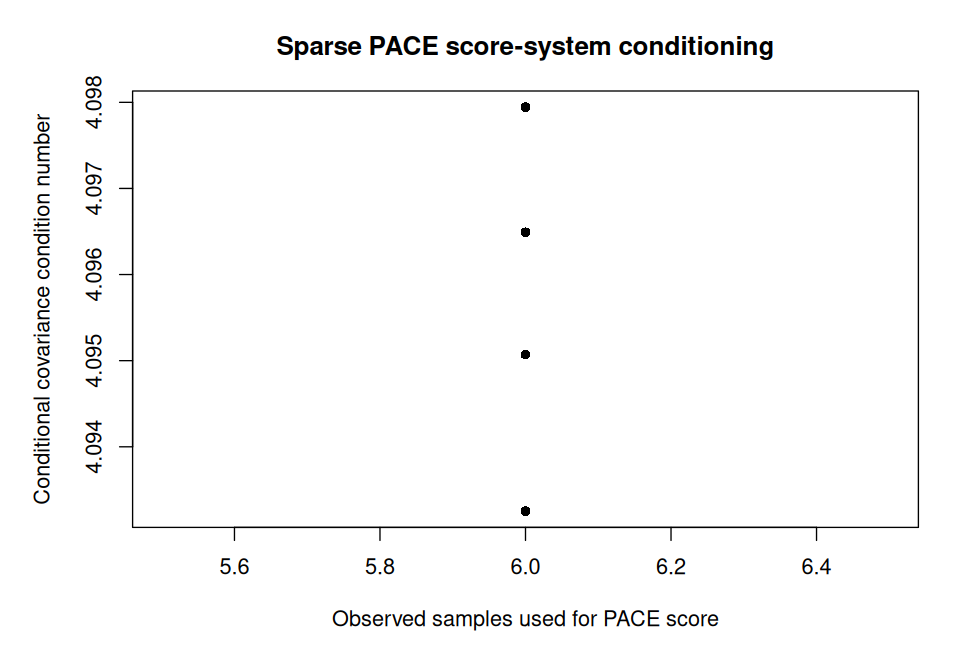 Sparse PACE score-system conditioning
Conditional covariance condition number
4.098
4.097
4.096
4.095
4.094
5.6 5.8 6.0 6.2 6.4
Observed samples used for PACE score